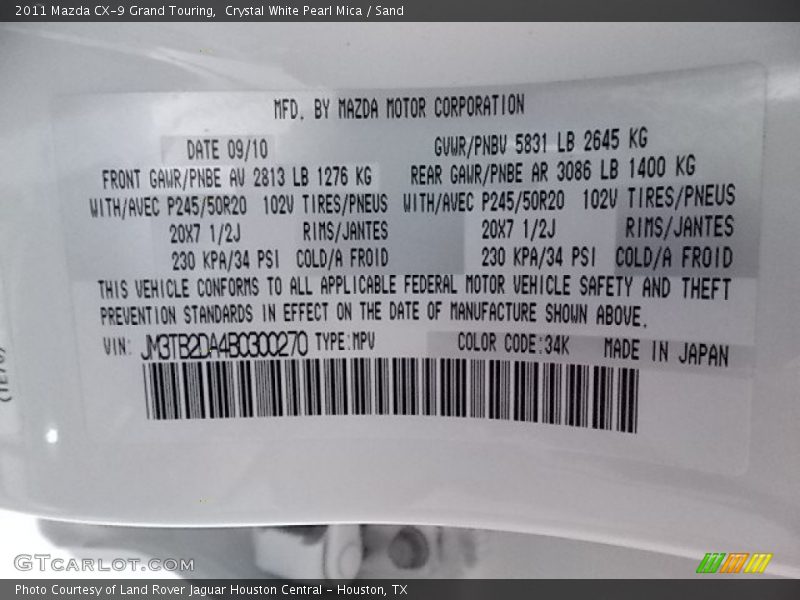 2011 Mazda CX-9 Grand Touring,  Crystal White Pearl Mica / Sand
MFD. BY MAZDA MOTOR CORPORATION
DATE 09/10 GVWR/PNBV 5831 LB 2645 KG
FRONT GAWR/PNBE AV 2813 LB 1276 KG REAR GAWR/PNBE AR 3086 LB 1400 KG
WITH/AVEC P245/50R20 102V TIRES/PNEUS WITH/AVEC P245/50R20 102V TIRES/PNEUS
20X7 1/2J RIMS/JANTES 20X7 1/2J RIMS/JANTES
230 KPA/34 PSI COLD/A FROID 230 KPA/34 PSI COLD/A FROID
THIS VEHICLE CONFORMS TO ALL APPLICABLE FEDERAL MOTOR VEHICLE SAFETY AND THEFT
PREVENTION STANDARDS IN EFFECT ON THE DATE OF MANUFACTURE SHOWN ABOVE.
VIN: JM3TB2DA4B0300270 TYPE:MPV COLOR CODE:34K MADE IN JAPAN
GTCARLOT.COM
Photo Courtesy of Land Rover Jaguar Houston Central - Houston, TX